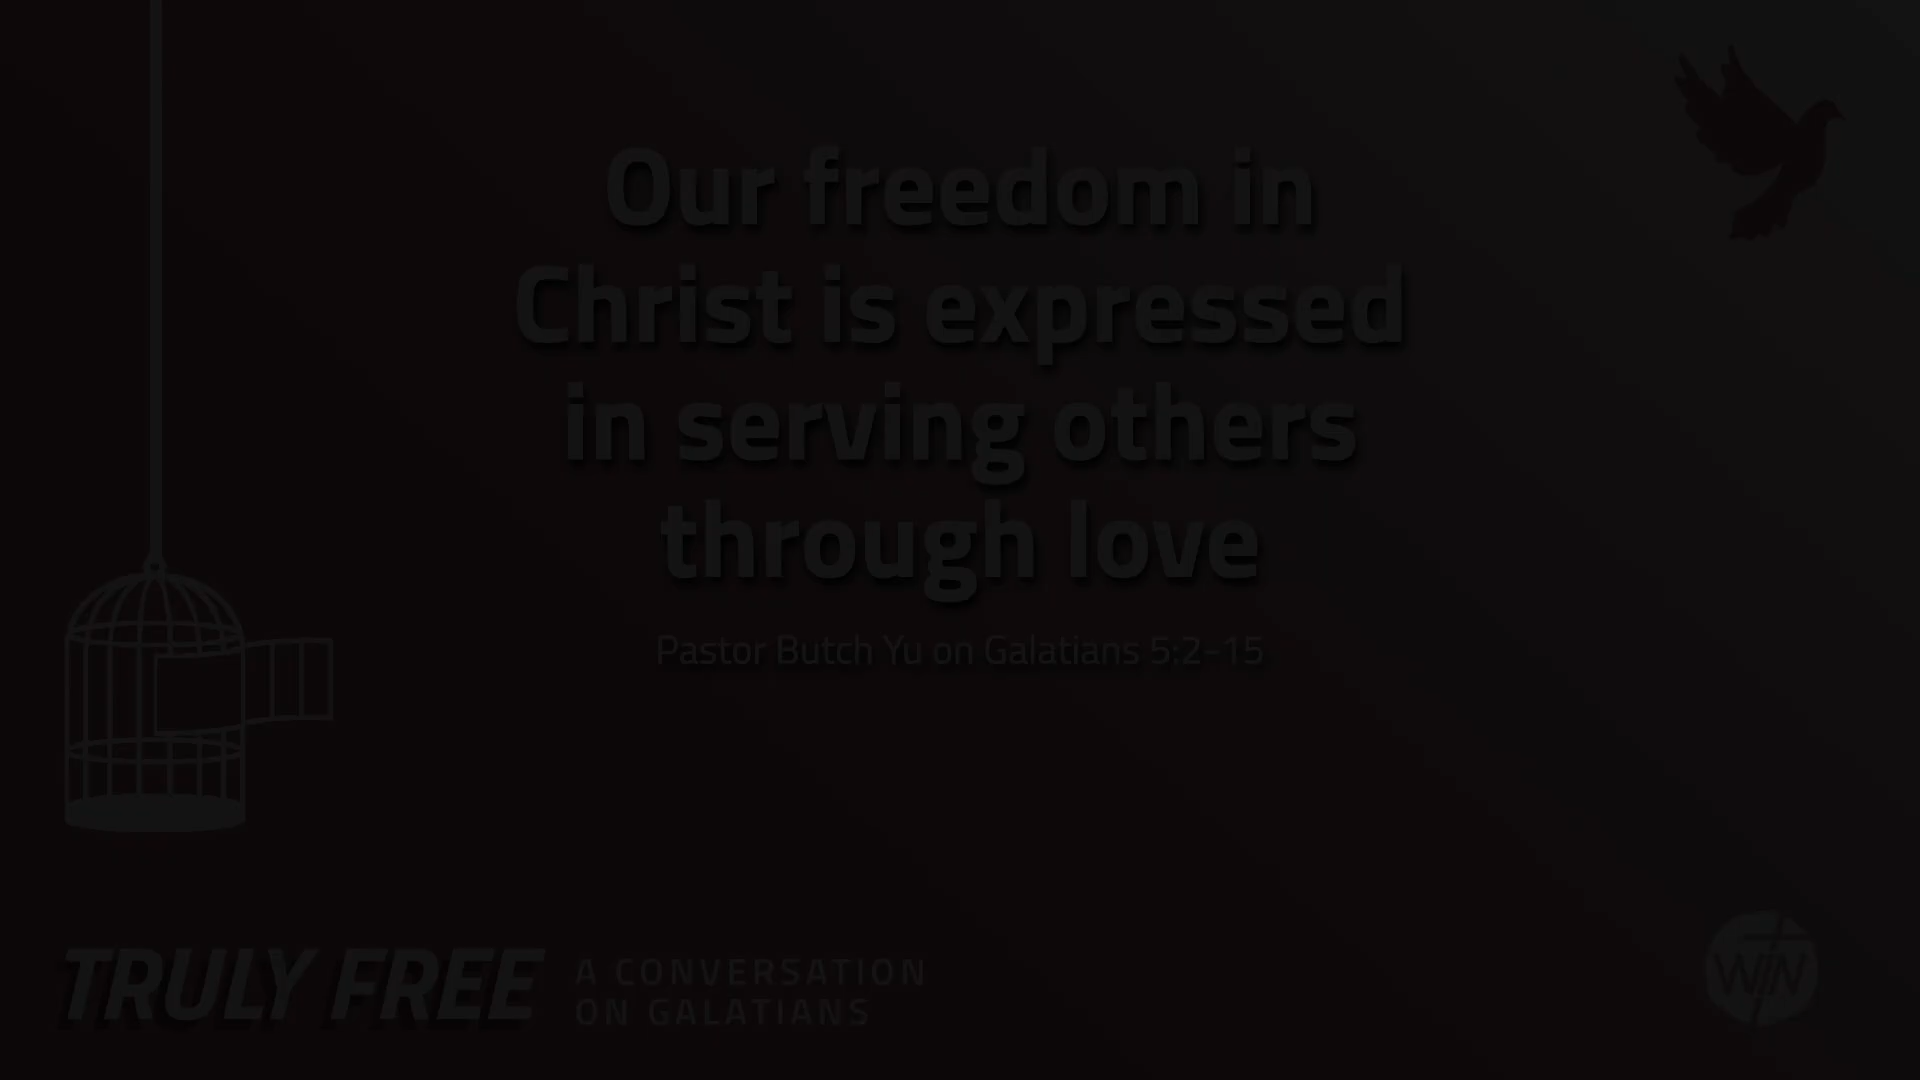 Our freedom in
Christ is expressed
in serving others
through love
Pastor Butch Yu on Galatians 5:2-15
TRULY FREE
A CONVERSATION
ON GALATIANS
WIN